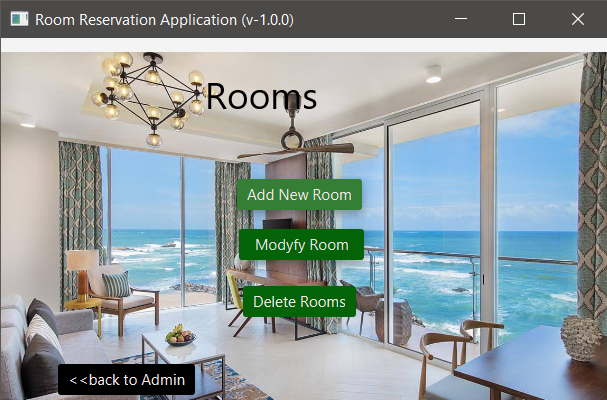 Room Reservation Application (v-1.0.0)
Rooms
Add New Room
Modyfy Room
Delete Rooms
<<back to Admin